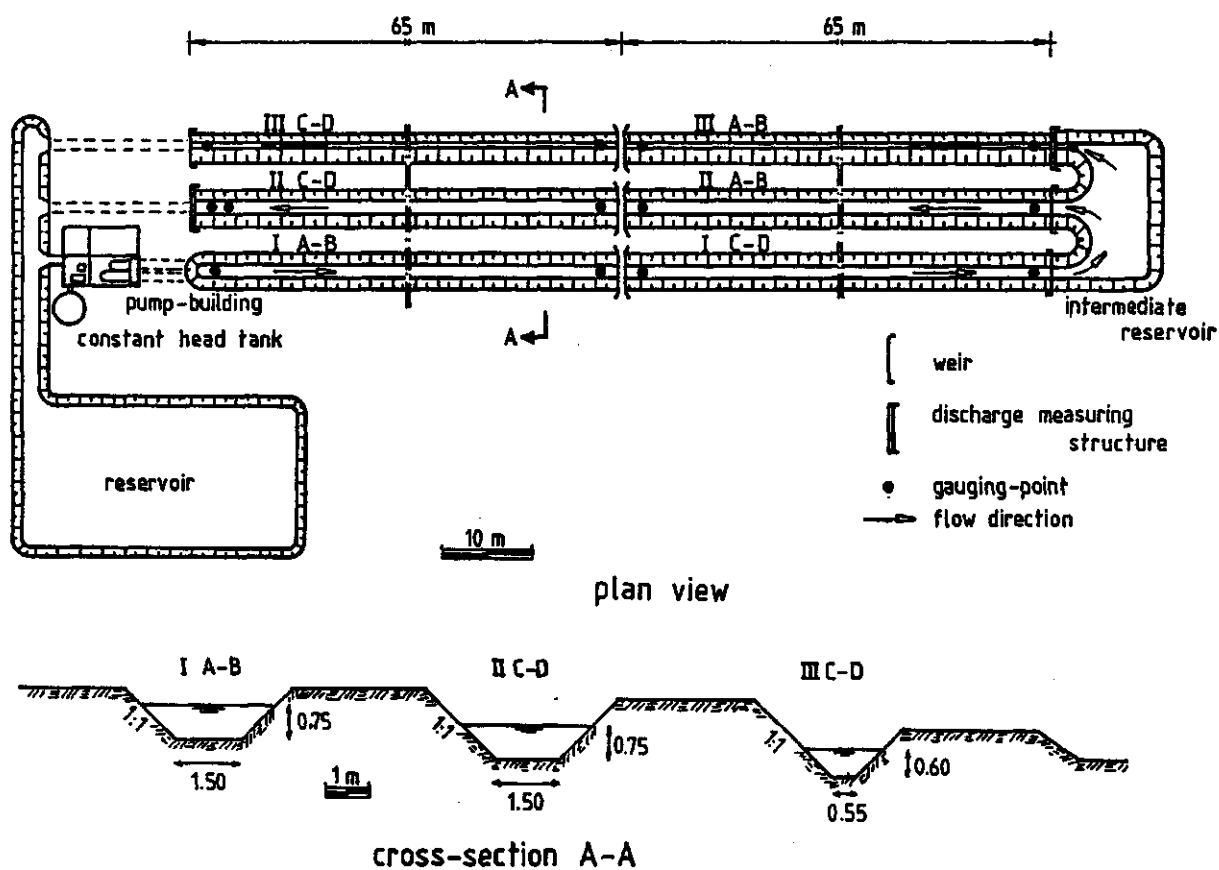 65 m 65 m
A
III C-D III A-B
II C-D II A-B
I A-B I C-D
pump-building
constant head tank
intermediate
reservoir
A
weir
discharge measuring
structure
reservoir
gauging-point
flow direction
10 m
plan view
I A-B II C-D III C-D
1:1 0.75 1:1 0.75 1:1 0.60
1.50 1 m 1.50 0.55
cross-section A-A